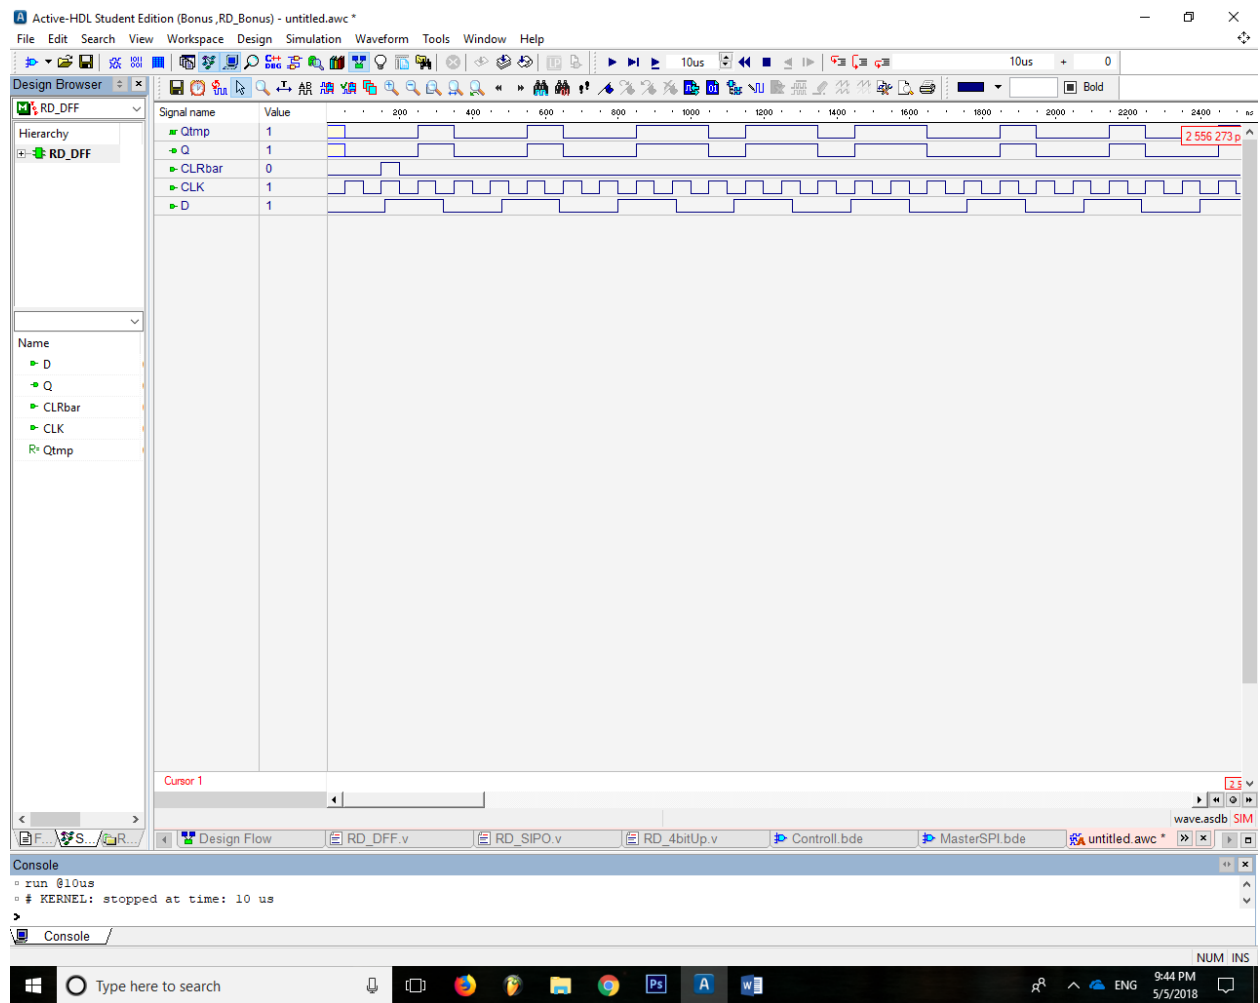 Active-HDL Student Edition (Bonus ,RD_Bonus) - untitled.awc *
File Edit Search View Workspace Design Simulation Waveform Tools Window Help
10us 10us + 0
Design Browser
Bold
RD_DFF
Signal name Value 200 400 600 800 1000 1200 1400 1600 1800 2000 2200 2400 ns
Hierarchy
RD_DFF
Qtmp 1
2 556 273 p
Q 1
CLRbar 0
CLK 1
D 1
Name
D
Q
CLRbar
CLK
Qtmp
Cursor 1
2 5
wave.asdb SIM
F... S... R...
Design Flow RD_DFF.v RD_SIPO.v RD_4bitUp.v Controll.bde MasterSPI.bde untitled.awc *
Console
run @10us
# KERNEL: stopped at time: 10 us
>
Console
NUM INS
Type here to search
Ps A W
ENG
9:44 PM
5/5/2018